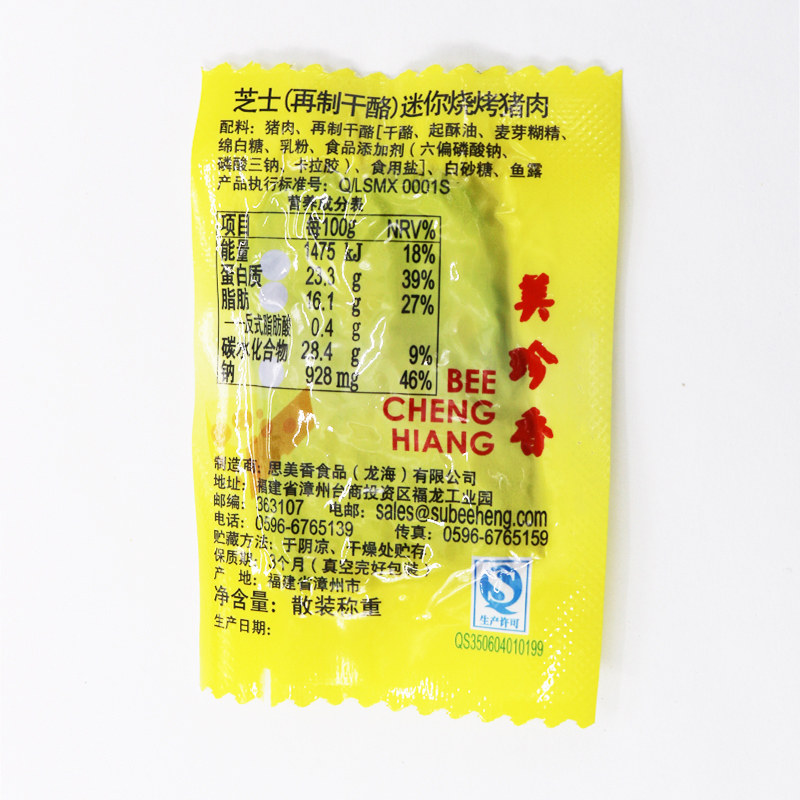 芝士(再制干酪)迷你烧烤猪肉
配料：猪肉、再制干酪[干酪、起酥油、麦芽糊精、
绵白糖、乳粉、食品添加剂（六偏磷酸钠、
磷酸三钠、卡拉胶）、食用盐]、白砂糖、鱼露
产品执行标准号：Q/LSMX 0001S
营养成分表
项目 每100g NRV%
能量 1475 kJ 18%
蛋白质 23.3 g 39%
脂肪 16.1 g 27%
一反式脂肪酸 0.4 g
碳水化合物 28.4 g 9%
钠 928 mg 46%
美珍香
BEE
CHENG
HIANG
制造商：思美香食品（龙海）有限公司
地址：福建省漳州台商投资区福龙工业园
邮编：363107 电邮：sales@subeeheng.com
电话：0596-6765139 传真：0596-6765159
贮藏方法：于阴凉、干燥处贮存
保质期：3个月（真空完好包装）
产 地：福建省漳州市
净含量：散装称重
生产日期：
生产许可
QS350604010199